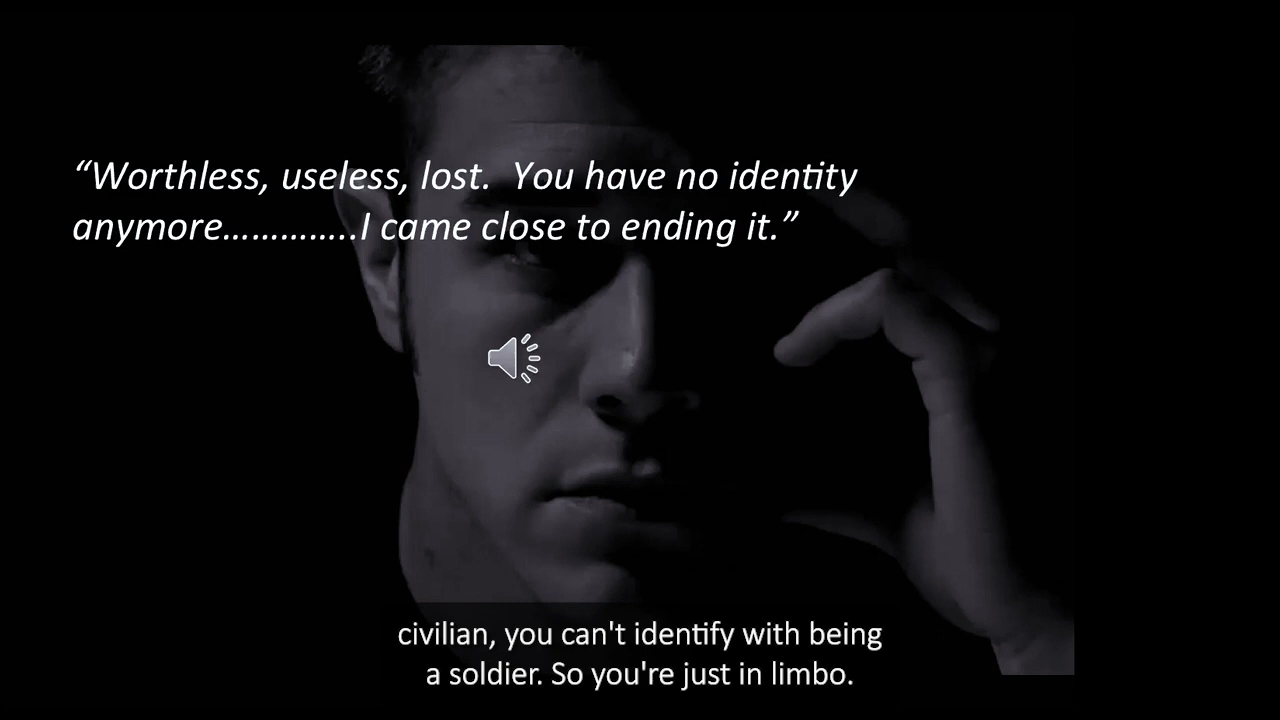 “Worthless, useless, lost.  You have no identity
anymore…………..I came close to ending it.”
civilian, you can't identify with being
a soldier. So you're just in limbo.